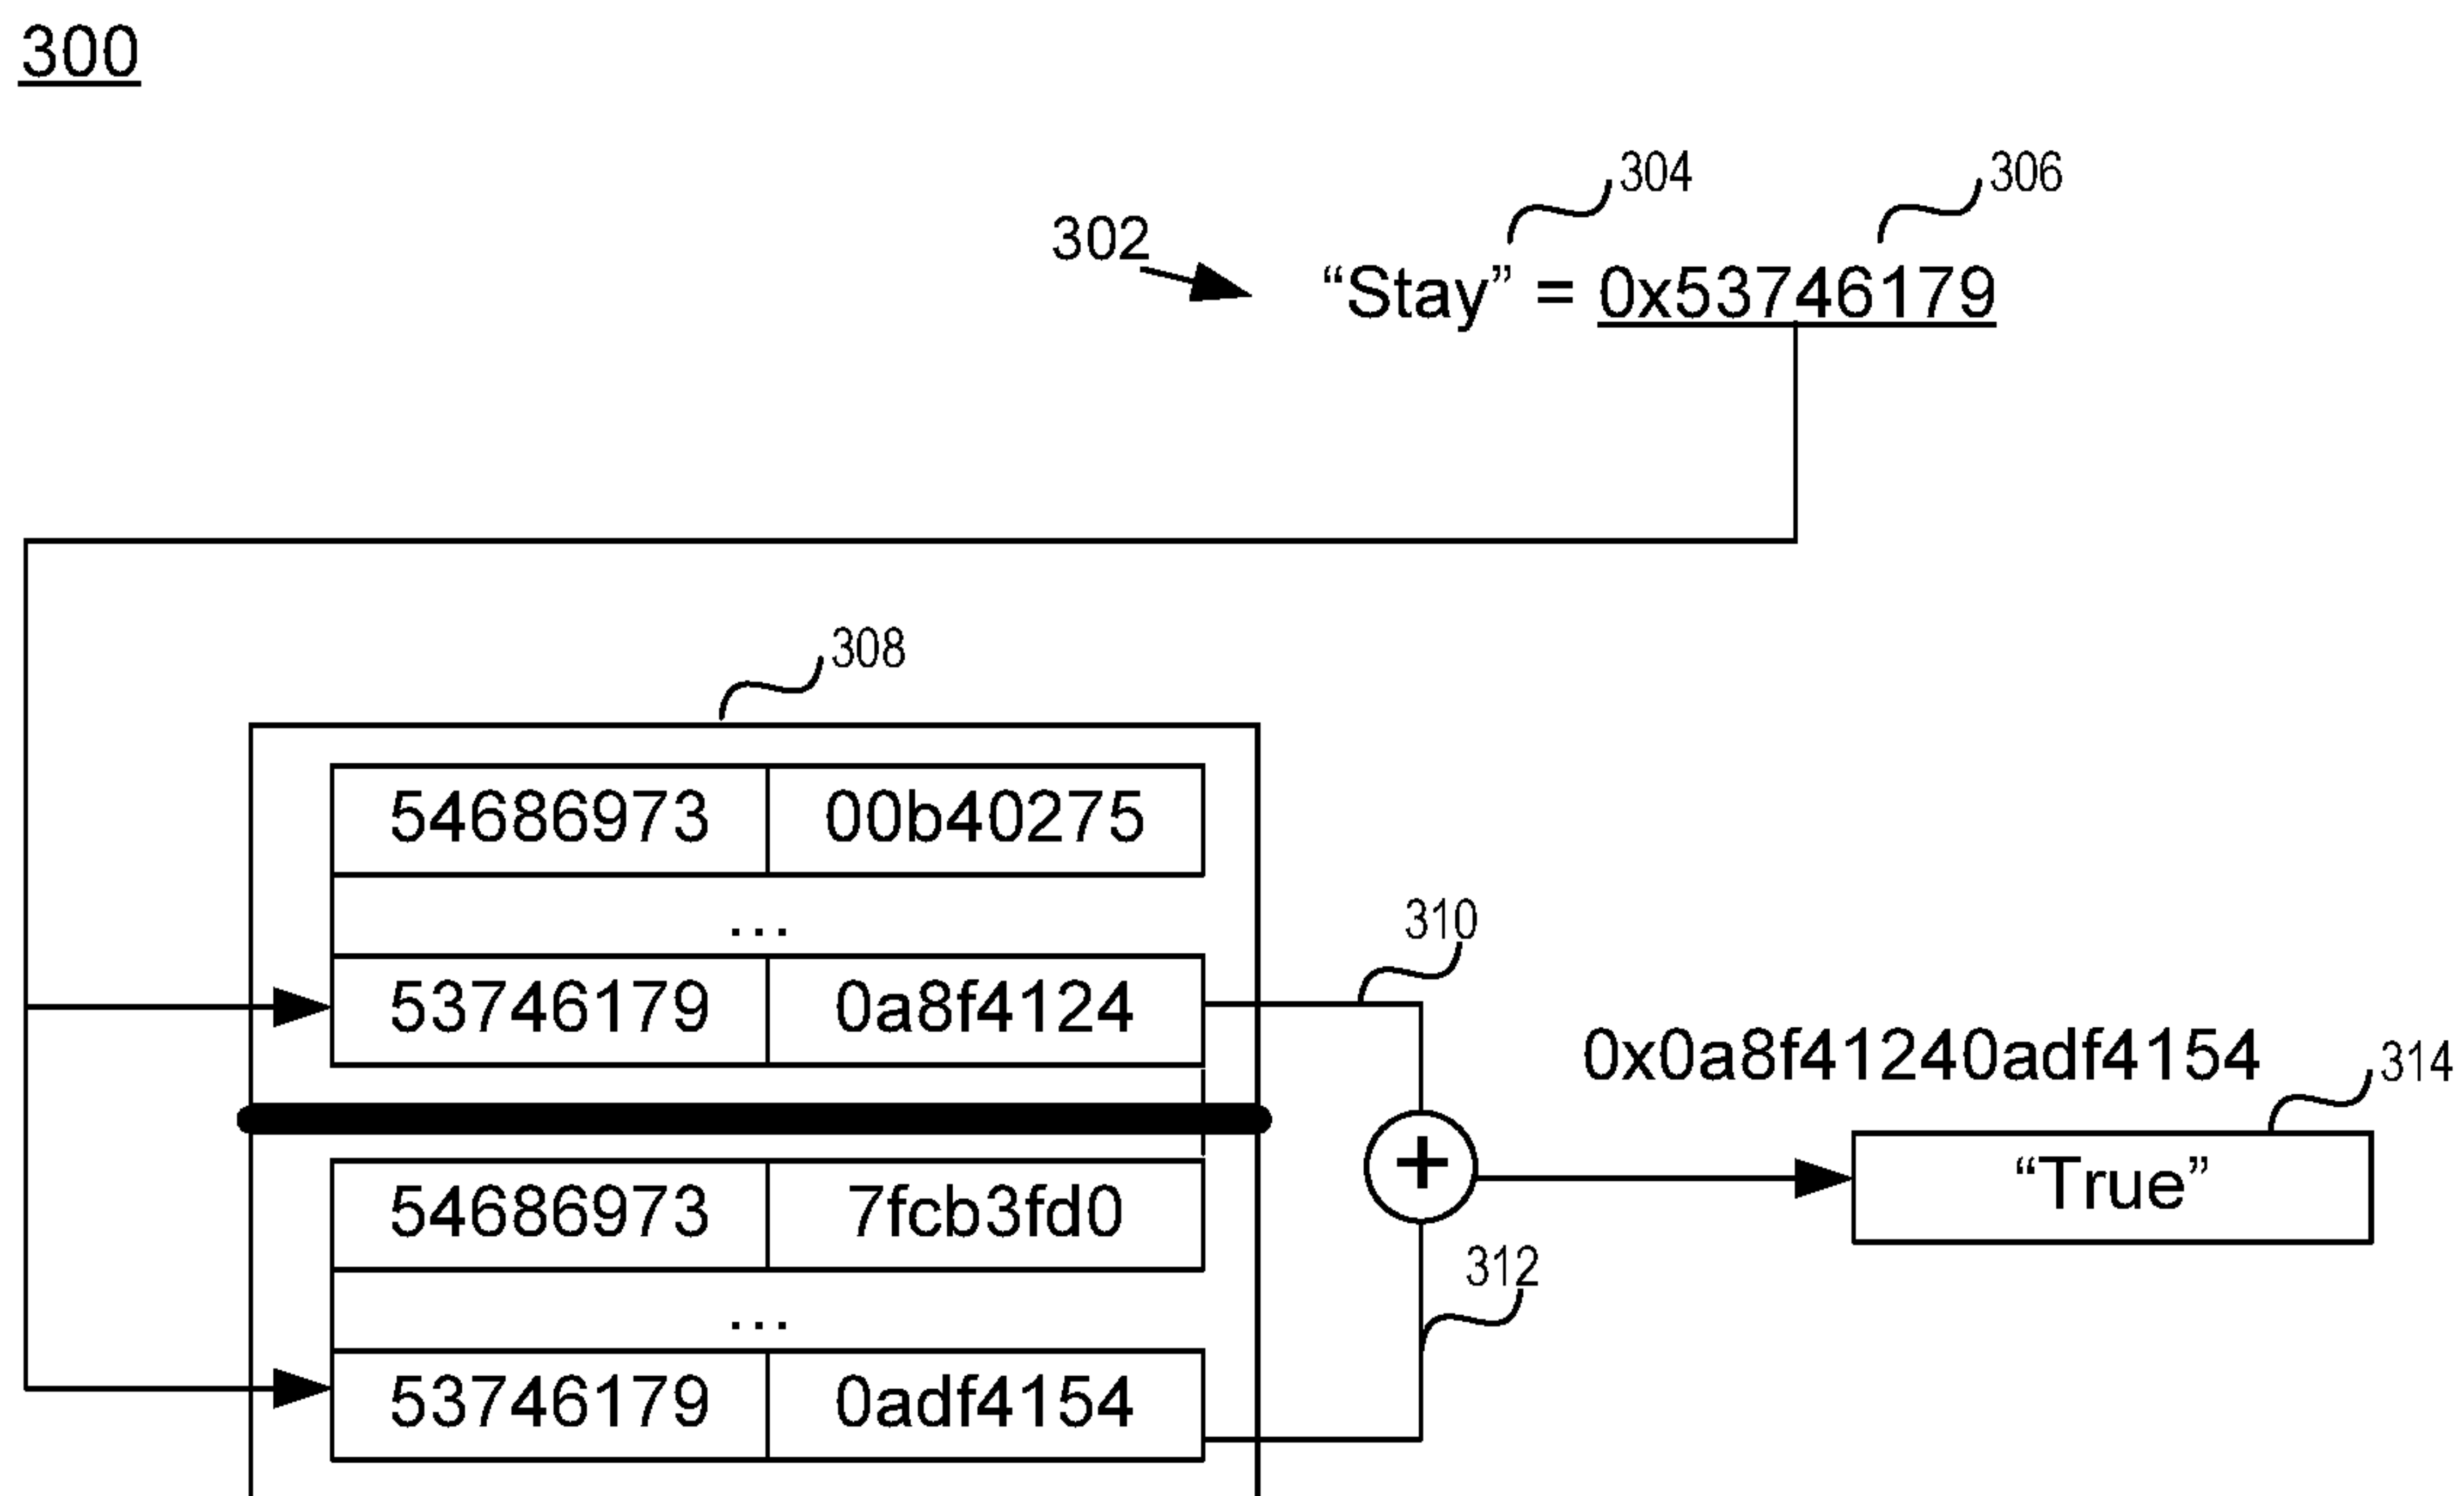 300
304 306
302
“Stay” = 0x53746179
308
54686973 00b40275
...
310
53746179 0a8f4124
0x0a8f41240adf4154
314
+
“True”
54686973 7fcb3fd0
312
...
53746179 0adf4154